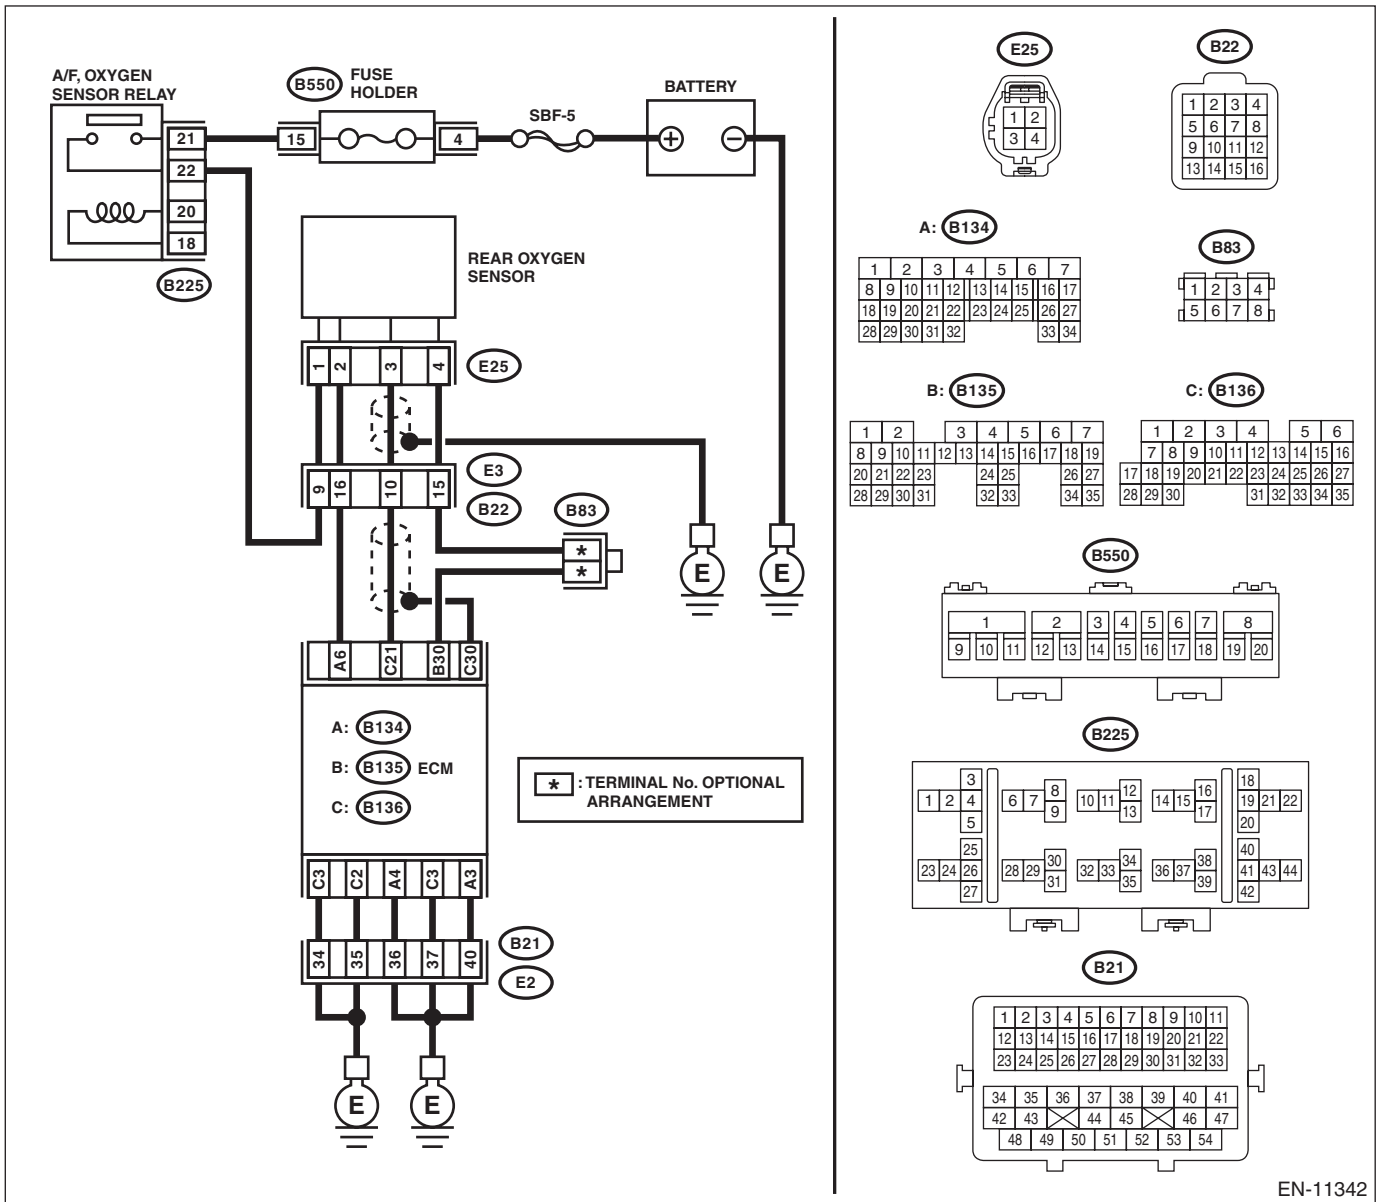 A/F, OXYGEN
SENSOR RELAY
B550
FUSE
HOLDER
SBF-5
BATTERY
21
22
20
18
15
4
+
−
B225
REAR OXYGEN
SENSOR
1 2 3 4
E25
E3
9 16 10 15
B22
B83
*
*
E
E
A6 C21 B30 C30
A: B134
B: B135 ECM
C: B136
* : TERMINAL No. OPTIONAL
ARRANGEMENT
C3 C2 A4 C3 A3
B21
34 35 36 37 40
E2
E
E
E25
1 2
3 4
B22
1 2 3 4
5 6 7 8
9 10 11 12
13 14 15 16
A: B134
1 2 3 4 5 6 7
8 9 10 11 12 13 14 15 16 17
18 19 20 21 22 23 24 25 26 27
28 29 30 31 32 33 34
B83
1 2 3 4
5 6 7 8
B: B135
1 2 3 4 5 6 7
8 9 10 11 12 13 14 15 16 17 18 19
20 21 22 23 24 25 26 27
28 29 30 31 32 33 34 35
C: B136
1 2 3 4 5 6
7 8 9 10 11 12 13 14 15 16
17 18 19 20 21 22 23 24 25 26 27
28 29 30 31 32 33 34 35
B550
1 2 3 4 5 6 7 8
9 10 11 12 13 14 15 16 17 18 19 20
B225
3 8 12 16 18
1 2 4 6 7 9 10 11 13 14 15 17 19 21 22
5 20
25 30 34 38 40
23 24 26 28 29 31 32 33 35 36 37 39 41 43 44
27 42
B21
1 2 3 4 5 6 7 8 9 10 11
12 13 14 15 16 17 18 19 20 21 22
23 24 25 26 27 28 29 30 31 32 33
34 35 36 37 38 39 40 41
42 43 44 45 46 47
48 49 50 51 52 53 54
EN-11342